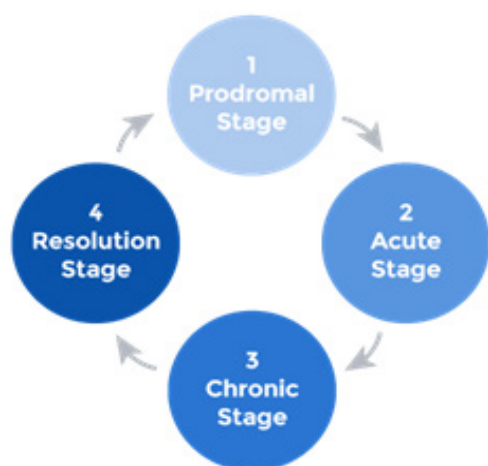 1
Prodromal
Stage
2
Acute
Stage
3
Chronic
Stage
4
Resolution
Stage